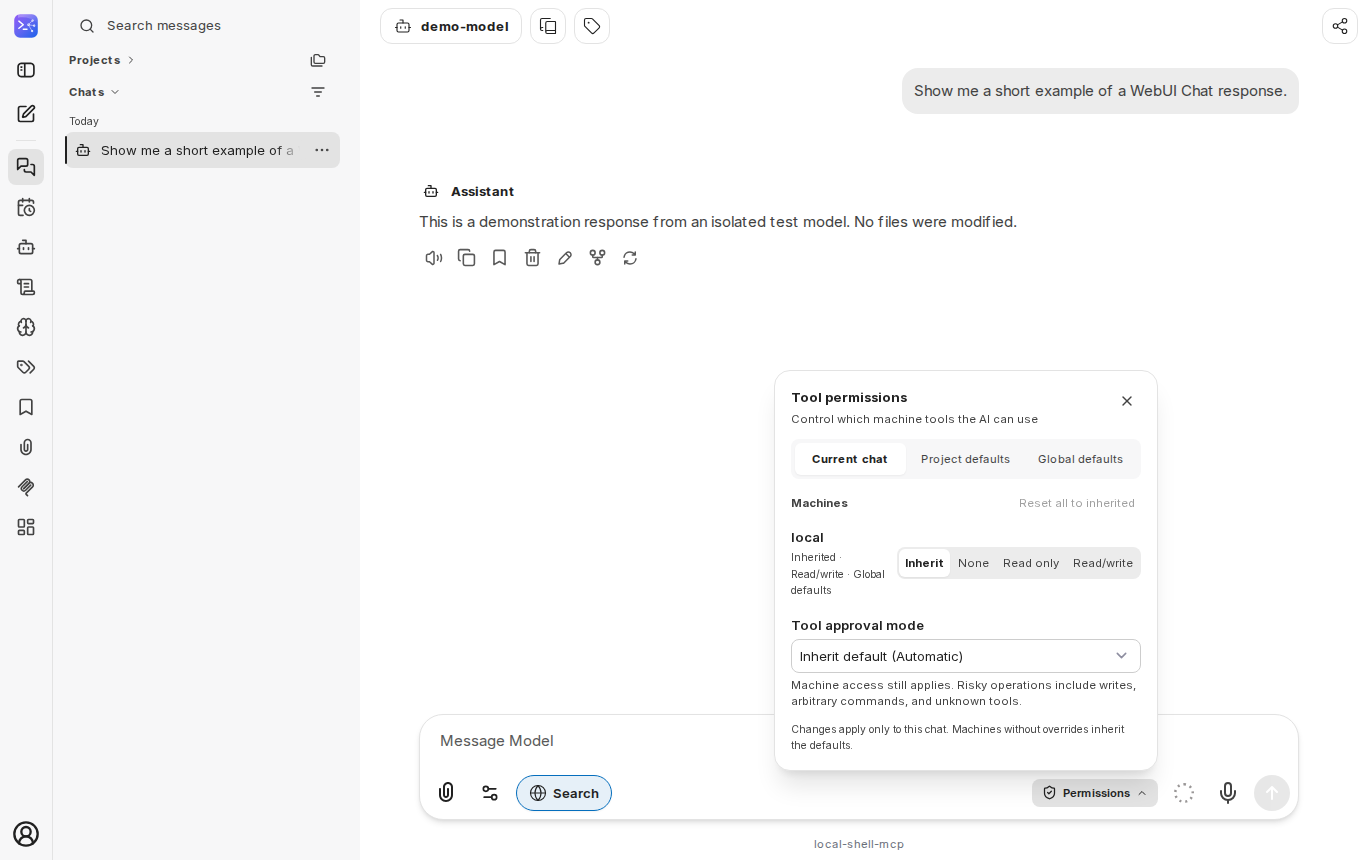 Search messages
Projects
Chats
Today
Show me a short example of a
demo-model
Show me a short example of a WebUI Chat response.
Assistant
This is a demonstration response from an isolated test model. No files were modified.
Tool permissions
Control which machine tools the AI can use
Current chat
Project defaults
Global defaults
Machines
Reset all to inherited
local
Inherited ·
Read/write · Global
defaults
Inherit
None
Read only
Read/write
Tool approval mode
Inherit default (Automatic)
Machine access still applies. Risky operations include writes,
arbitrary commands, and unknown tools.
Changes apply only to this chat. Machines without overrides inherit
the defaults.
Message Model
Search
Permissions
local-shell-mcp